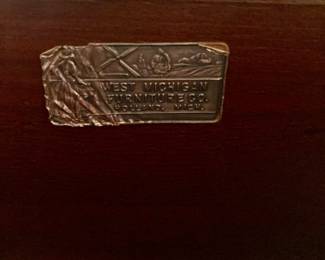 WEST MICHIGAN
FURNITURE CO.
HOLLAND, MICH.